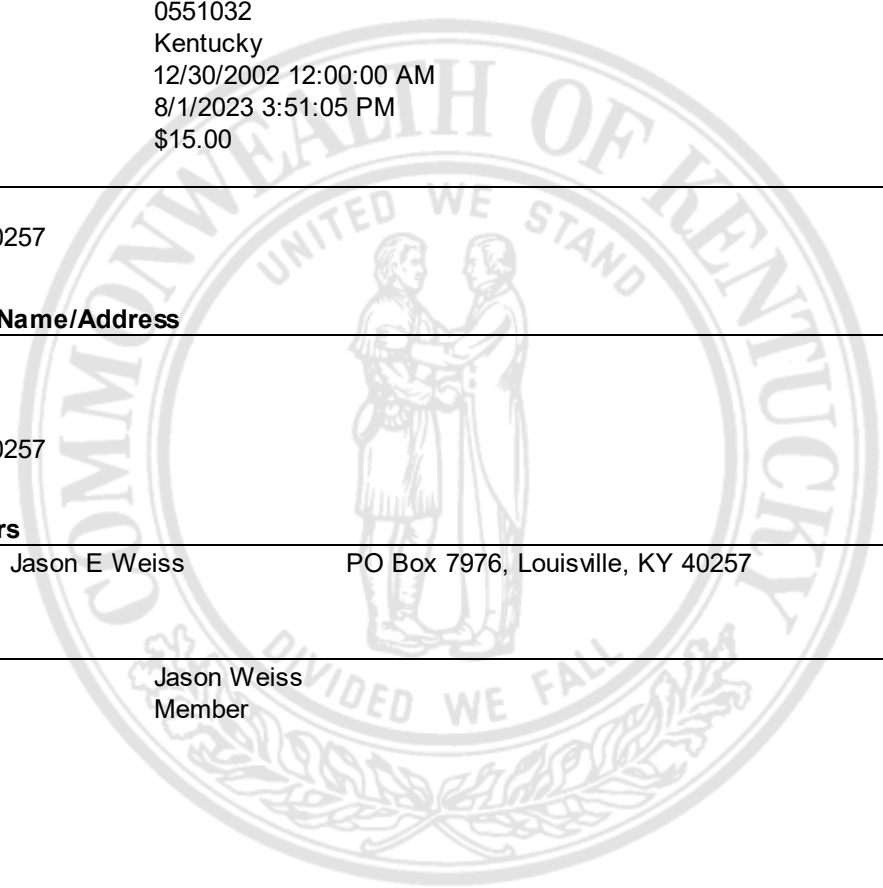 0551032
Kentucky
12/30/2002 12:00:00 AM
8/1/2023 3:51:05 PM
$15.00
0257
Name/Address
0257
rs
Jason E Weiss PO Box 7976, Louisville, KY 40257
Jason Weiss
Member
COMMONWEALTH OF KENTUCKY
UNITED WE STAND
DIVIDED WE FALL